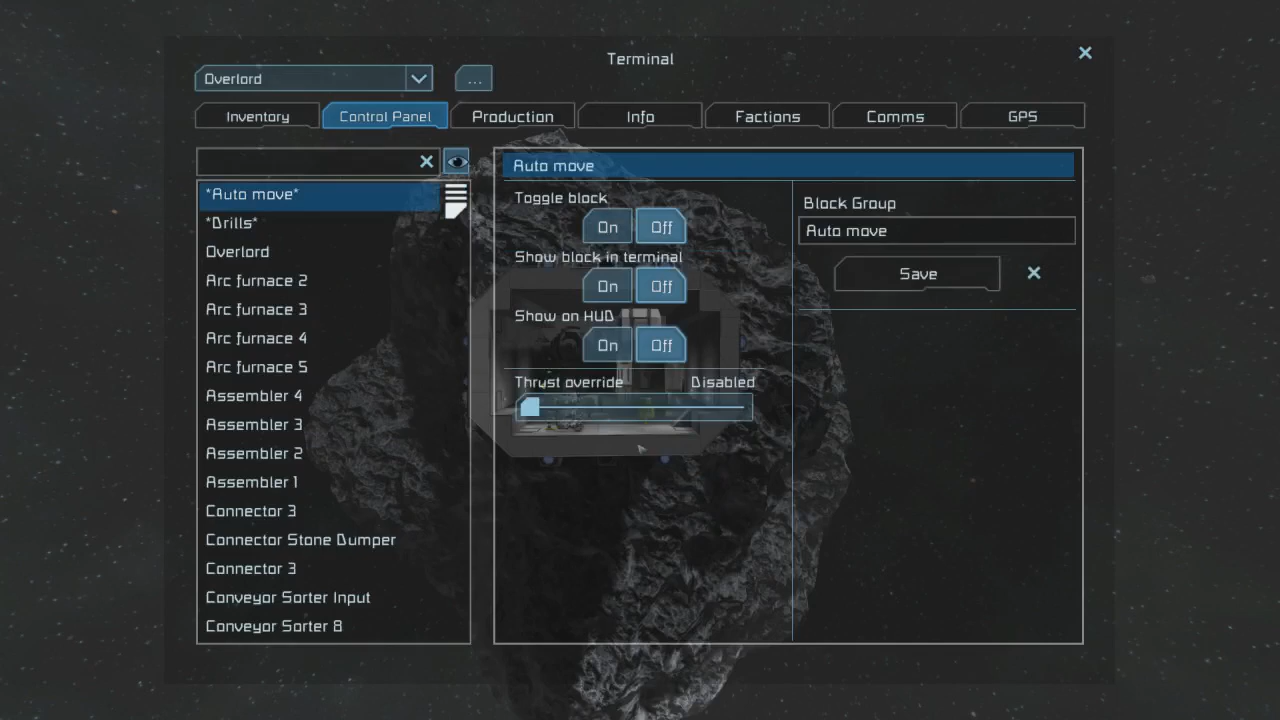 Terminal
Overlord
...
Inventory
Control Panel
Production
Info
Factions
Comms
GPS
*Auto move*
*Drills*
Overlord
Arc furnace 2
Arc furnace 3
Arc furnace 4
Arc furnace 5
Assembler 4
Assembler 3
Assembler 2
Assembler 1
Connector 3
Connector Stone Dumper
Connector 3
Conveyor Sorter Input
Conveyor Sorter 8
Auto move
Toggle block
On Off
Show block in terminal
On Off
Show on HUD
On Off
Thrust override Disabled
Block Group
Auto move
Save